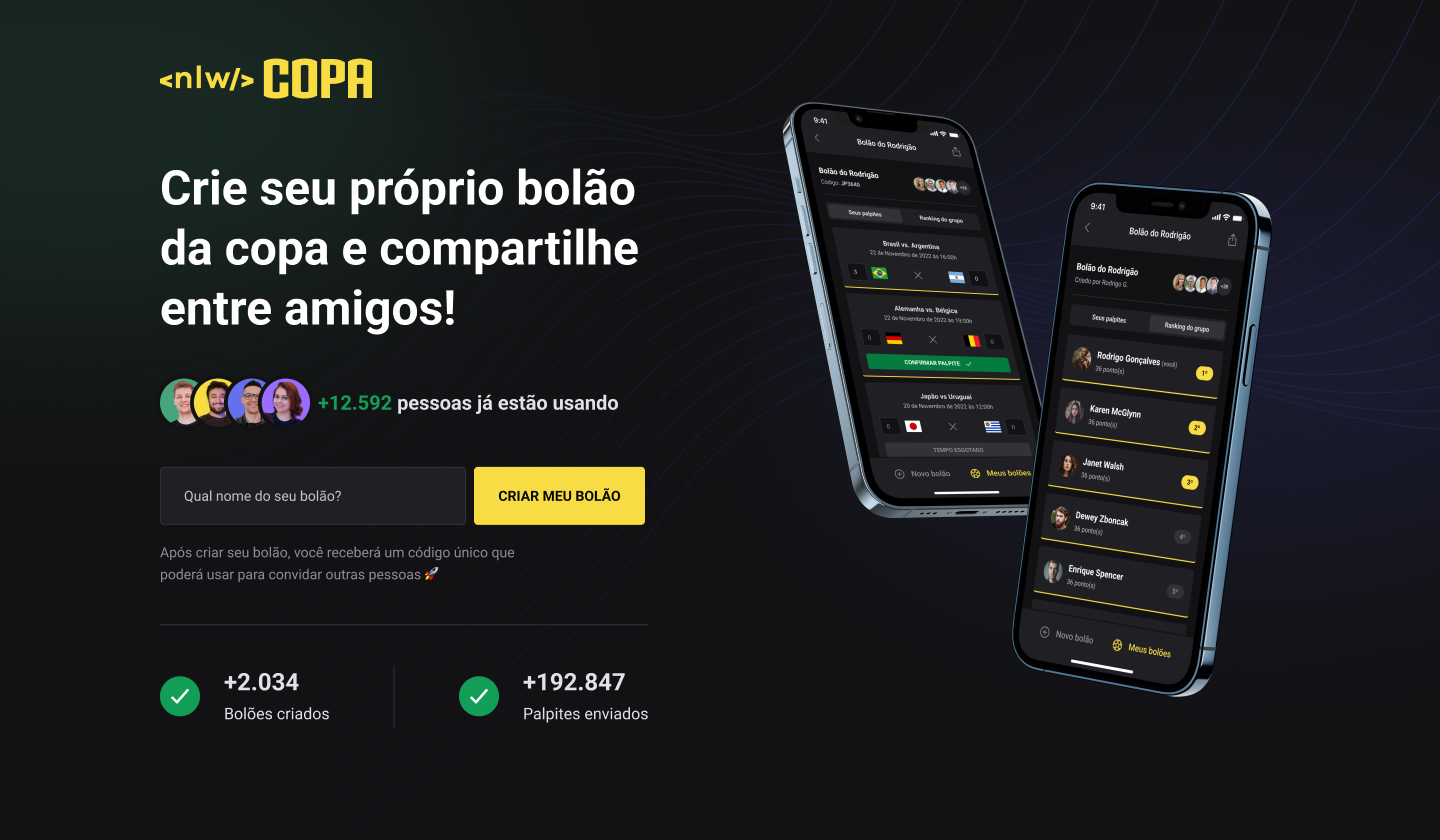 <nlw/> COPA
Crie seu próprio bolão
da copa e compartilhe
entre amigos!
+12.592 pessoas já estão usando
Qual nome do seu bolão?
CRIAR MEU BOLÃO
Após criar seu bolão, você receberá um código único que
poderá usar para convidar outras pessoas 🚀
+2.034
Bolões criados
+192.847
Palpites enviados
9:41
Bolão do Rodrigão
Bolão do Rodrigão
Código: JP3640
+30
Seus palpites
Ranking do grupo
Brasil vs. Argentina
22 de Novembro de 2022 às 16:00h
3
0
Alemanha vs. Bélgica
22 de Novembro de 2022 às 19:00h
0
0
CONFIRMAR PALPITE
Japão vs Uruguai
20 de Novembro de 2022 às 12:00h
0
0
TEMPO ESGOTADO
Novo bolão
Meus bolões
9:41
Bolão do Rodrigão
Bolão do Rodrigão
Criado por Rodrigo G.
+30
Seus palpites
Ranking do grupo
Rodrigo Gonçalves (você)
36 ponto(s)
1º
Karen McGlynn
36 ponto(s)
2º
Janet Walsh
36 ponto(s)
3º
Dewey Zboncak
36 ponto(s)
4º
Enrique Spencer
36 ponto(s)
Novo bolão
Meus bolões